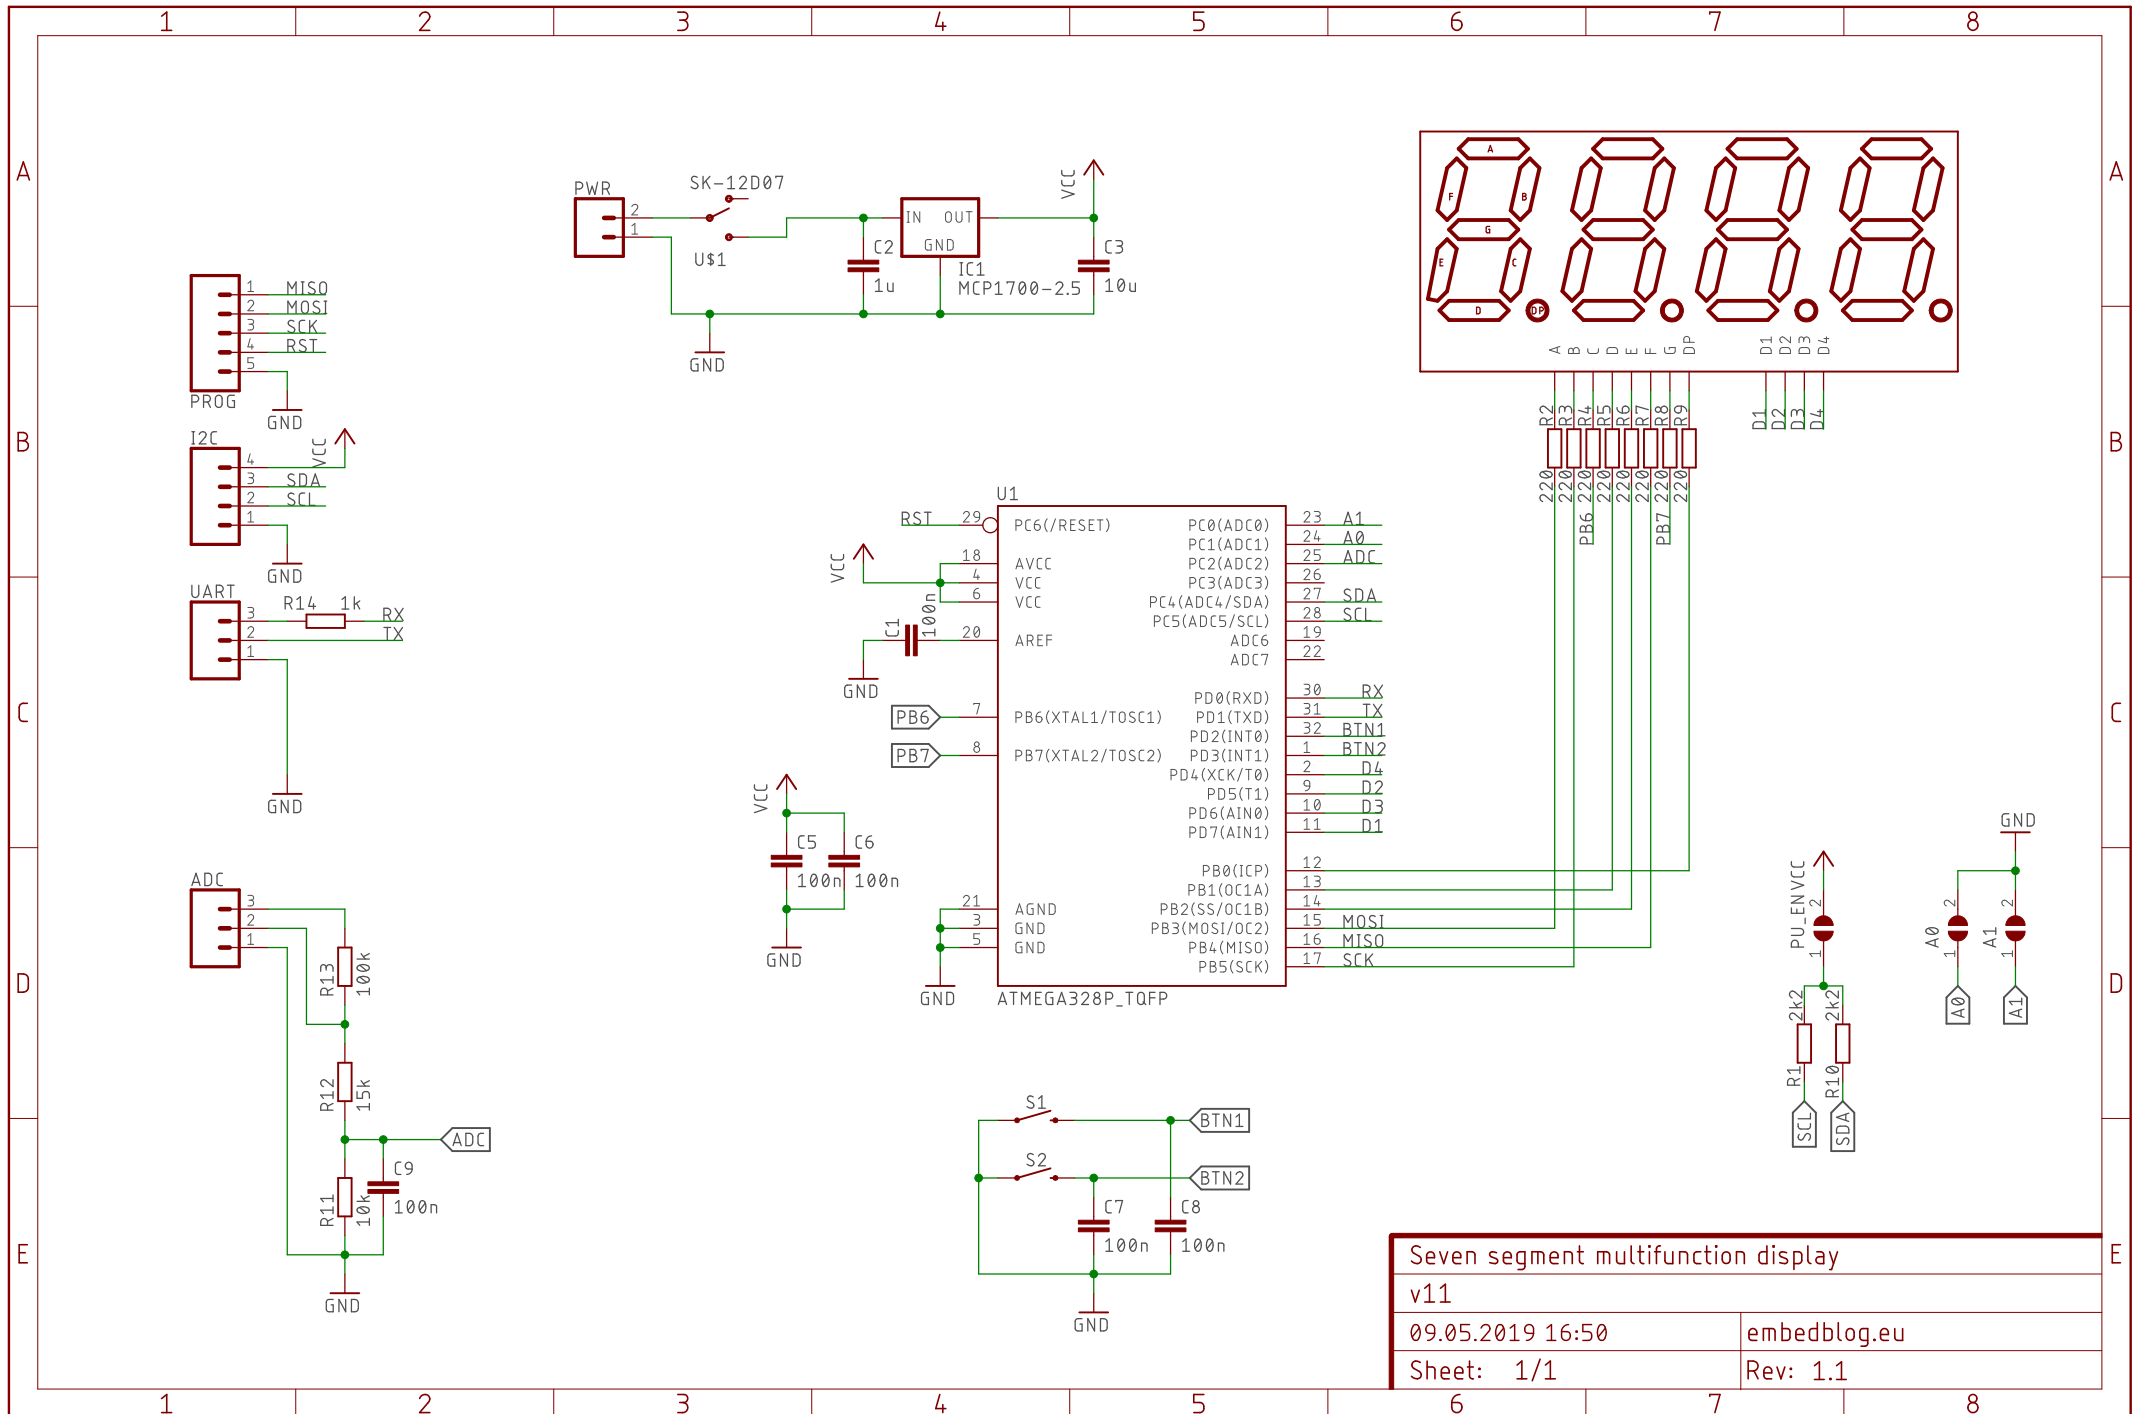 1 2 3 4 5 6 7 8
A
B
C
D
E
A
B
C
D
E
1 2 3 4 5 6 7 8
PWR
2
1
SK-12D07
U$1
C2
1u
IN OUT
GND
IC1
MCP1700-2.5
VCC
C3
10u
GND
1 MISO
2 MOSI
3 SCK
4 RST
5
PROG
GND
I2C
VCC
4
3 SDA
2 SCL
1
GND
UART
R14 1k
3 RX
2 TX
1
GND
ADC
3
2
1
R13
100k
R12
15k
ADC
R11
10k
C9
100n
GND
A
F B
G
E C
D DP
A B C D E F G DP D1 D2 D3 D4
R2 R3 R4 R5 R6 R7 R8 R9 D1 D2 D3 D4
220 220 220 220 220 220 220 220
PB6 PB7
U1
RST 29 PC6(/RESET)
VCC
18 AVCC
4 VCC
6 VCC
C1
100n
20 AREF
GND
PB6 7 PB6(XTAL1/TOSC1)
PB7 8 PB7(XTAL2/TOSC2)
21 AGND
3 GND
5 GND
GND
PC0(ADC0) 23 A1
PC1(ADC1) 24 A0
PC2(ADC2) 25 ADC
PC3(ADC3) 26
PC4(ADC4/SDA) 27 SDA
PC5(ADC5/SCL) 28 SCL
ADC6 19
ADC7 22
PD0(RXD) 30 RX
PD1(TXD) 31 TX
PD2(INT0) 32 BTN1
PD3(INT1) 1 BTN2
PD4(XCK/T0) 2 D4
PD5(T1) 9 D2
PD6(AIN0) 10 D3
PD7(AIN1) 11 D1
PB0(ICP) 12
PB1(OC1A) 13
PB2(SS/OC1B) 14
PB3(MOSI/OC2) 15 MOSI
PB4(MISO) 16 MISO
PB5(SCK) 17 SCK
ATMEGA328P_TQFP
VCC
C5
100n
C6
100n
GND
S1
BTN1
S2
BTN2
C7
100n
C8
100n
GND
VCC
PU_EN
2
1
2k2
2k2
R1
R10
SCL
SDA
GND
A0
2
1
A0
A1
2
1
A1
Seven segment multifunction display
v11
09.05.2019 16:50
embedblog.eu
Sheet: 1/1
Rev: 1.1